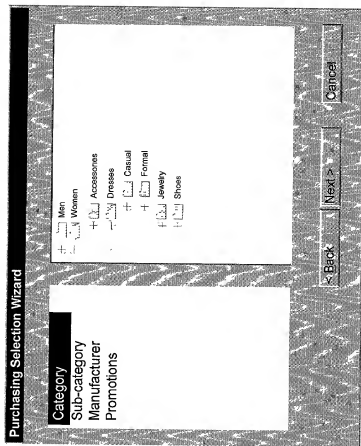 Purchasing Selection Wizard
Category
Sub-category
Manufacturer
Promotions
Men
Women
Accessories
Dresses
Casual
Formal
Jewelry
Shoes
< Back
Next >
Cancel